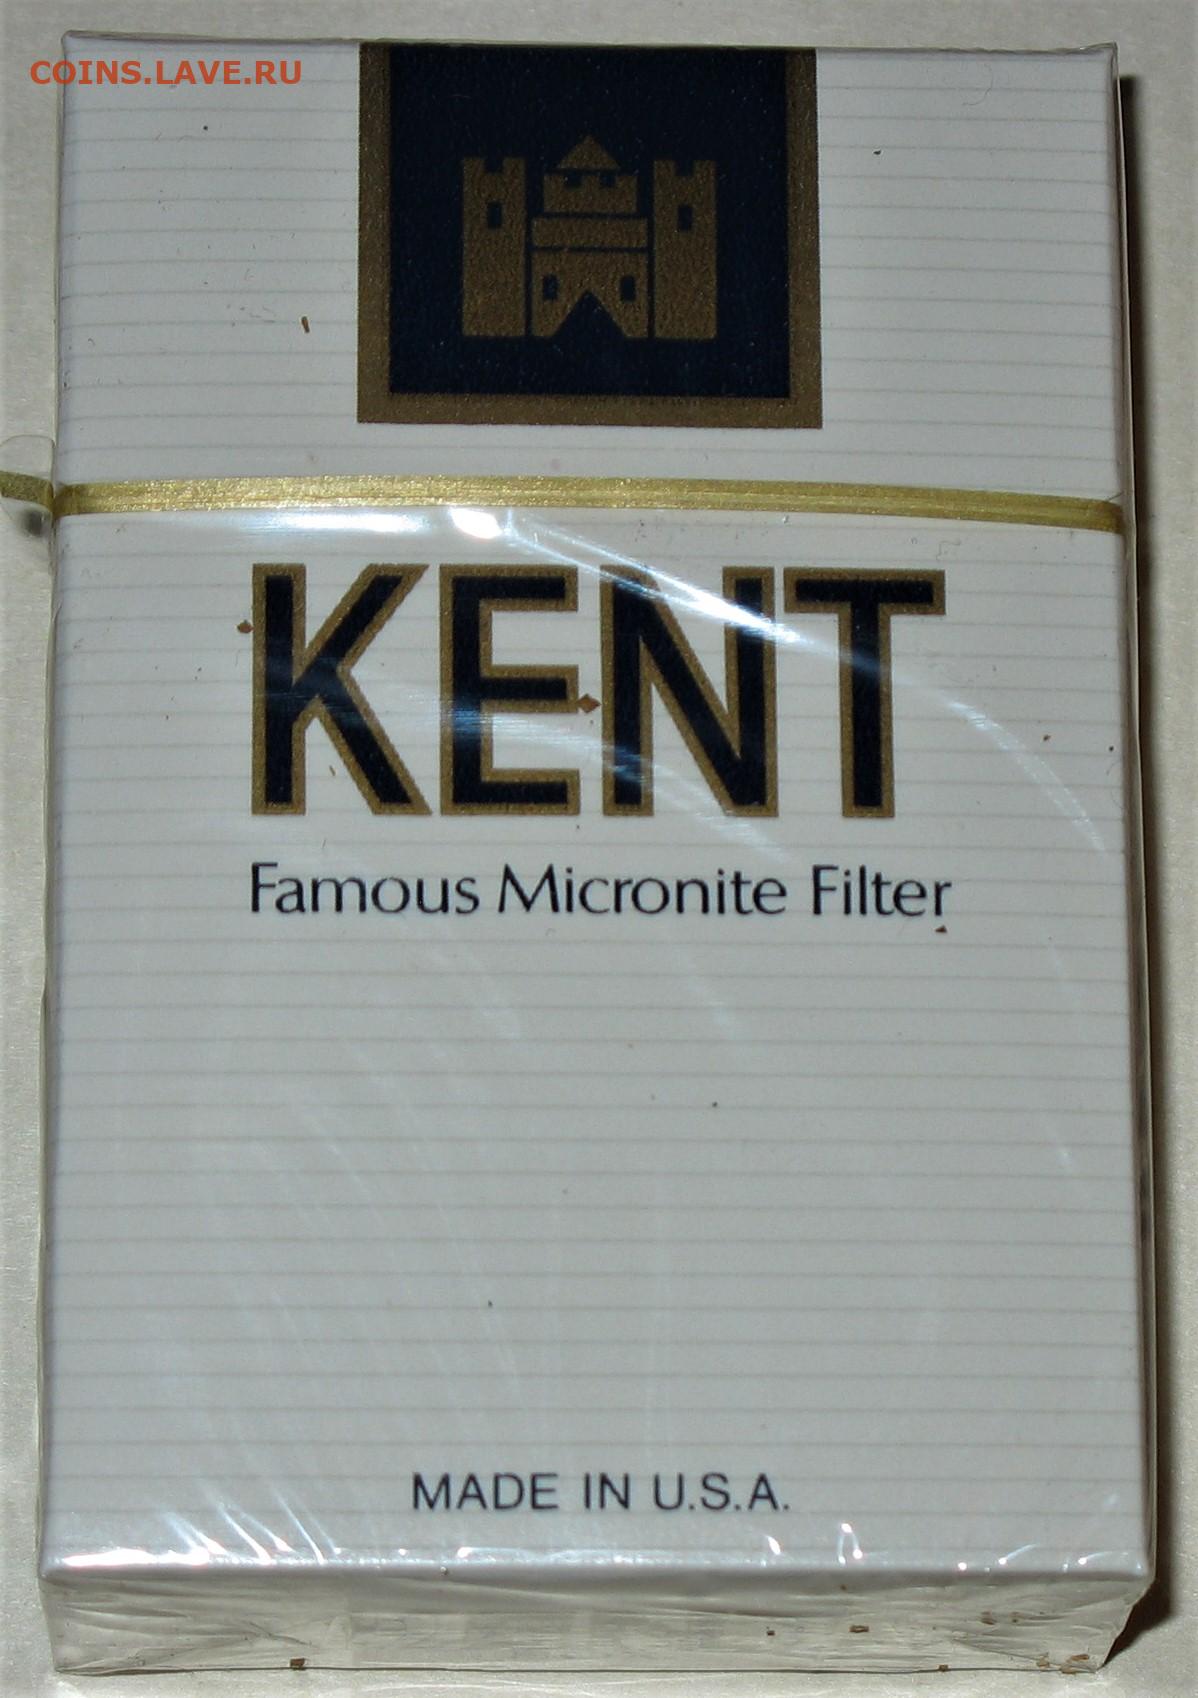 COINS.LAVE.RU
KENT
Famous Micronite Filter
MADE IN U.S.A.